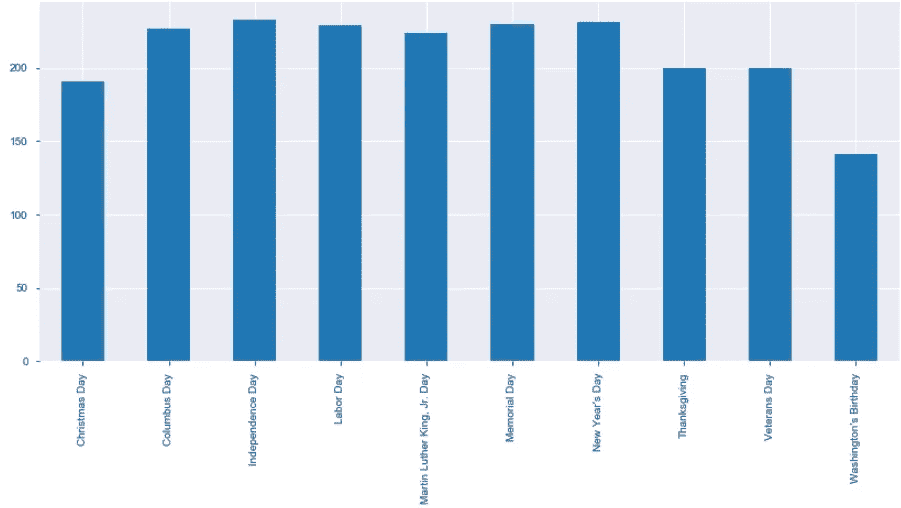 200
150
100
50
0
Christmas Day
Columbus Day
Independence Day
Labor Day
Martin Luther King, Jr. Day
Memorial Day
New Year's Day
Thanksgiving
Veterans Day
Washington's Birthday